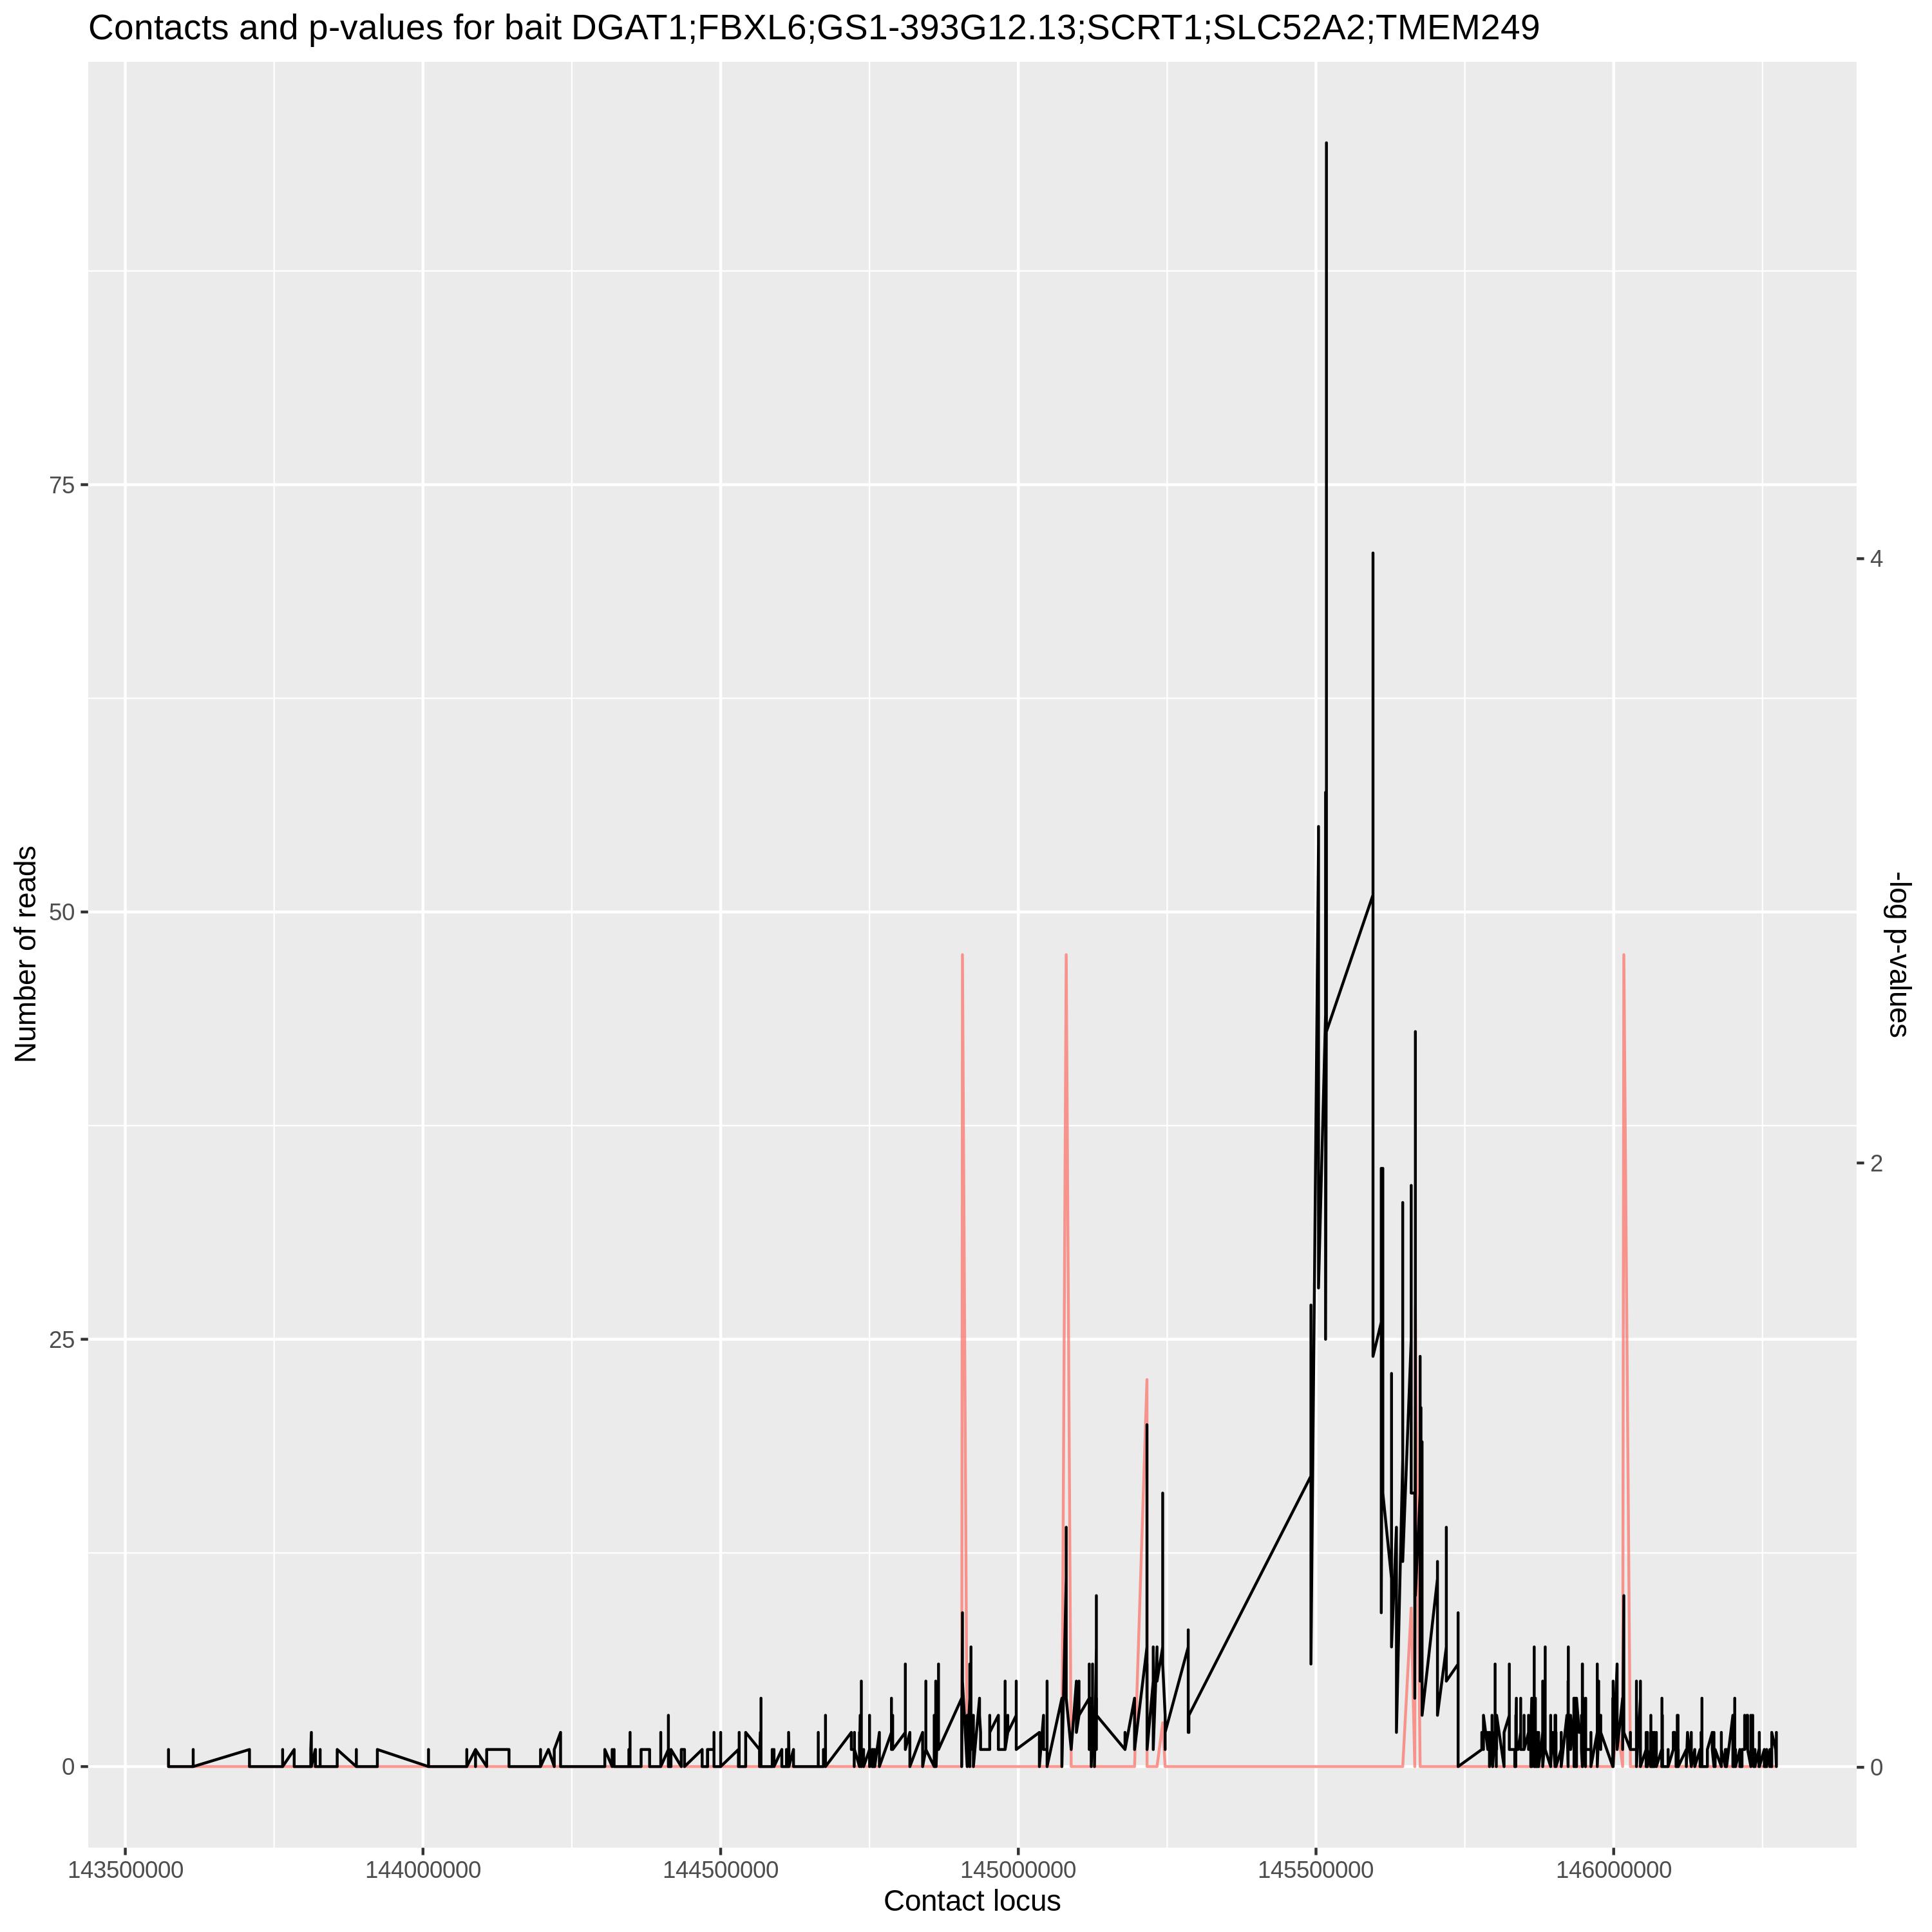 Contacts and p-values for bait DGAT1;FBXL6;GS1-393G12.13;SCRT1;SLC52A2;TMEM249
75
50
25
0
Number of reads
4
2
0
-log p-values
143500000 144000000 144500000 145000000 145500000 146000000
Contact locus